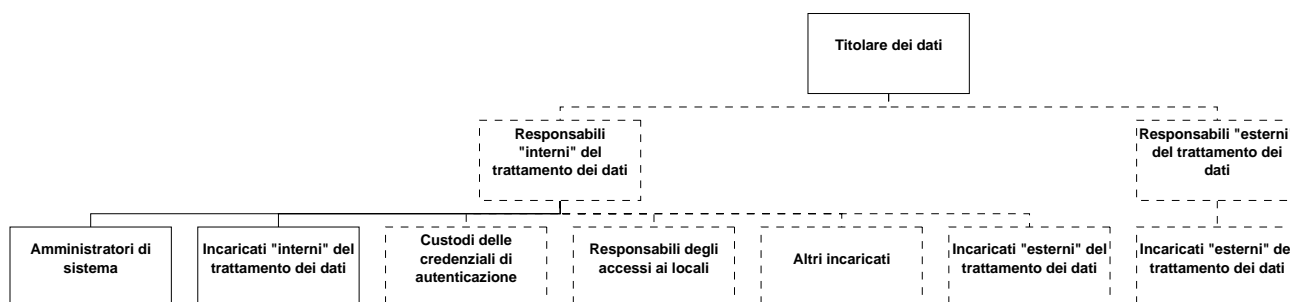 Titolare dei dati
Responsabili
"interni" del
trattamento dei dati
Responsabili "esterni"
del trattamento dei
dati
Amministratori di
sistema
Incaricati "interni" del
trattamento dei dati
Custodi delle
credenziali di
autenticazione
Responsabili degli
accessi ai locali
Altri incaricati
Incaricati "esterni" del
trattamento dei dati
Incaricati "esterni" de
trattamento dei dati